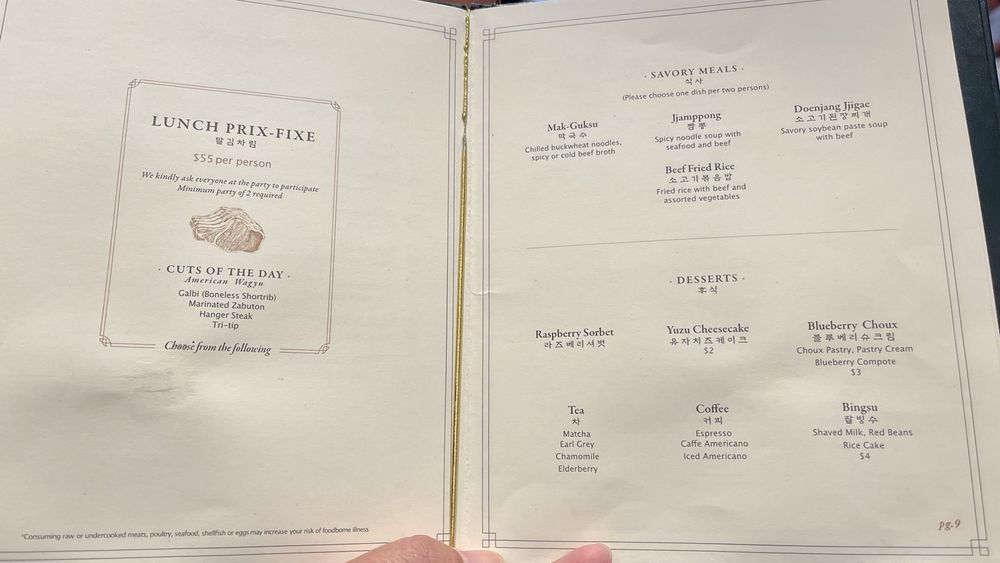 LUNCH PRIX-FIXE
말김차림
$55 per person
We kindly ask everyone at the party to participate
Minimum party of 2 required
· CUTS OF THE DAY ·
American Wagyu
Galbi (Boneless Shortrib)
Marinated Zabuton
Hanger Steak
Tri-tip
Choose from the following
*Consuming raw or undercooked meats, poultry, seafood, shellfish or eggs may increase your risk of foodborne illness
· SAVORY MEALS ·
식사
(Please choose one dish per two persons)
Mak-Guksu
막국수
Chilled buckwheat noodles,
spicy or cold beef broth
Jjamppong
짬뽕
Spicy noodle soup with
seafood and beef
Doenjang Jjigae
소고기된장찌개
Savory soybean paste soup
with beef
Beef Fried Rice
소고기볶음밥
Fried rice with beef and
assorted vegetables
· DESSERTS ·
후식
Raspberry Sorbet
라즈베리셔벗
Yuzu Cheesecake
유자치즈케이크
$2
Blueberry Choux
블루베리슈크림
Choux Pastry, Pastry Cream
Blueberry Compote
$3
Tea
차
Matcha
Earl Grey
Chamomile
Elderberry
Coffee
커피
Espresso
Caffe Americano
Iced Americano
Bingsu
팥빙수
Shaved Milk, Red Beans
Rice Cake
$4
pg.9